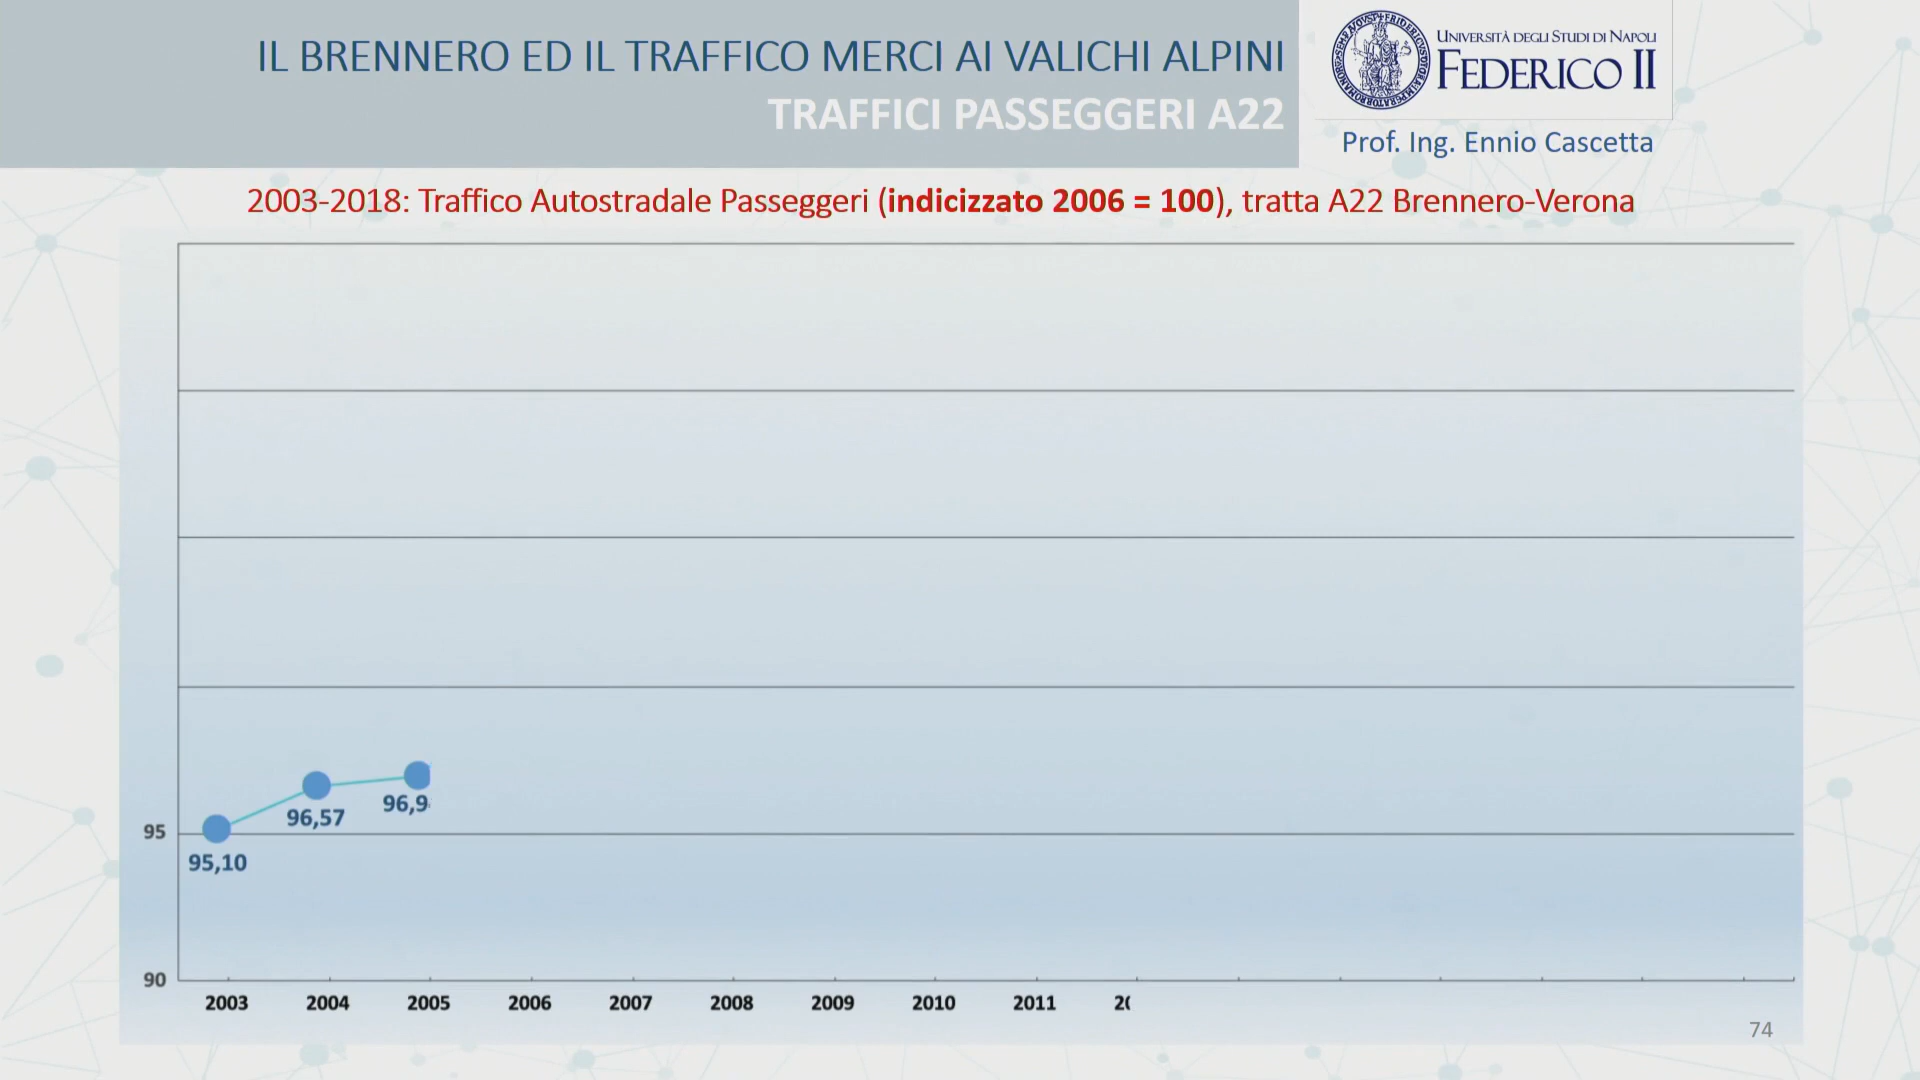 IL BRENNERO ED IL TRAFFICO MERCI AI VALICHI ALPINI
TRAFFICI PASSEGGERI A22
UNIVERSITÀ DEGLI STUDI DI NAPOLI
FEDERICO II
Prof. Ing. Ennio Cascetta
2003-2018: Traffico Autostradale Passeggeri (indicizzato 2006 = 100), tratta A22 Brennero-Verona
96,57
96,9
95
95,10
90
2003 2004 2005 2006 2007 2008 2009 2010 2011
74